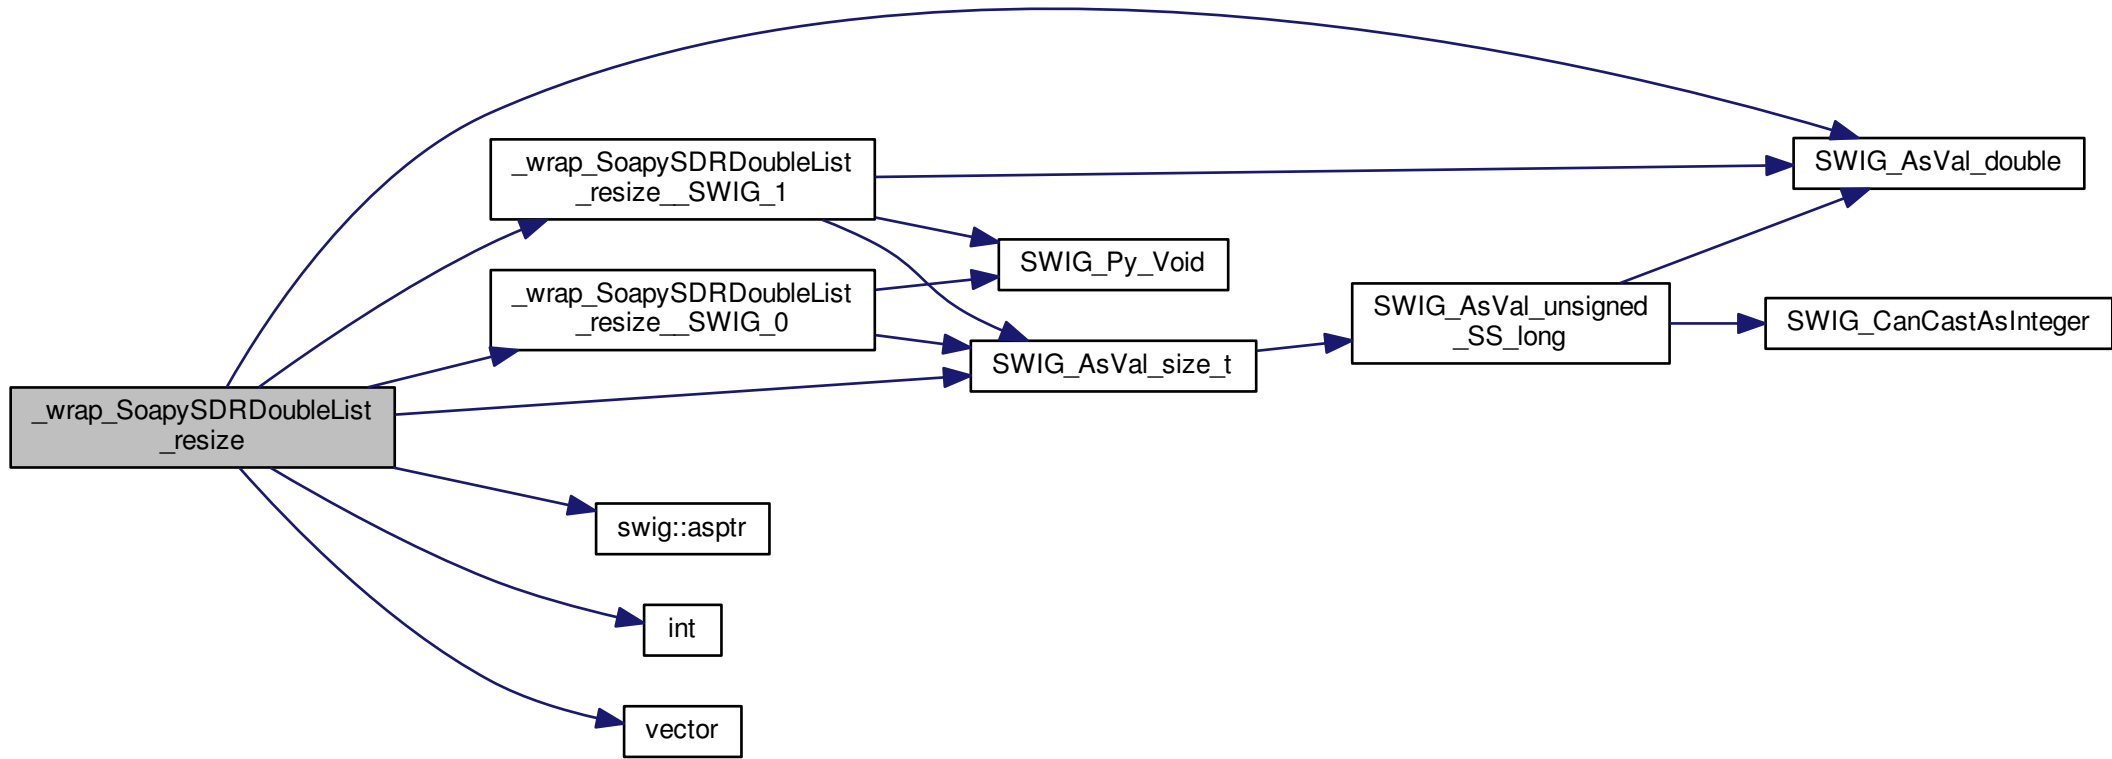 _wrap_SoapySDRDoubleList
_resize
_wrap_SoapySDRDoubleList
_resize__SWIG_1
_wrap_SoapySDRDoubleList
_resize__SWIG_0
swig::asptr
int
vector
SWIG_Py_Void
SWIG_AsVal_size_t
SWIG_AsVal_unsigned
_SS_long
SWIG_AsVal_double
SWIG_CanCastAsInteger